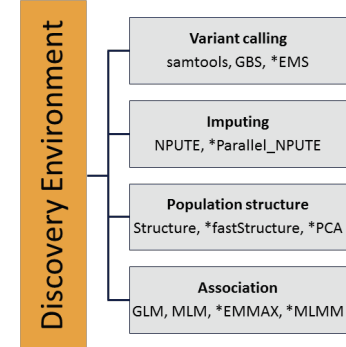 Discovery Environment
Variant calling
samtools, GBS, *EMS
Imputing
NPUTE, *Parallel_NPUTE
Population structure
Structure, *fastStructure, *PCA
Association
GLM, MLM, *EMMAX, *MLMM